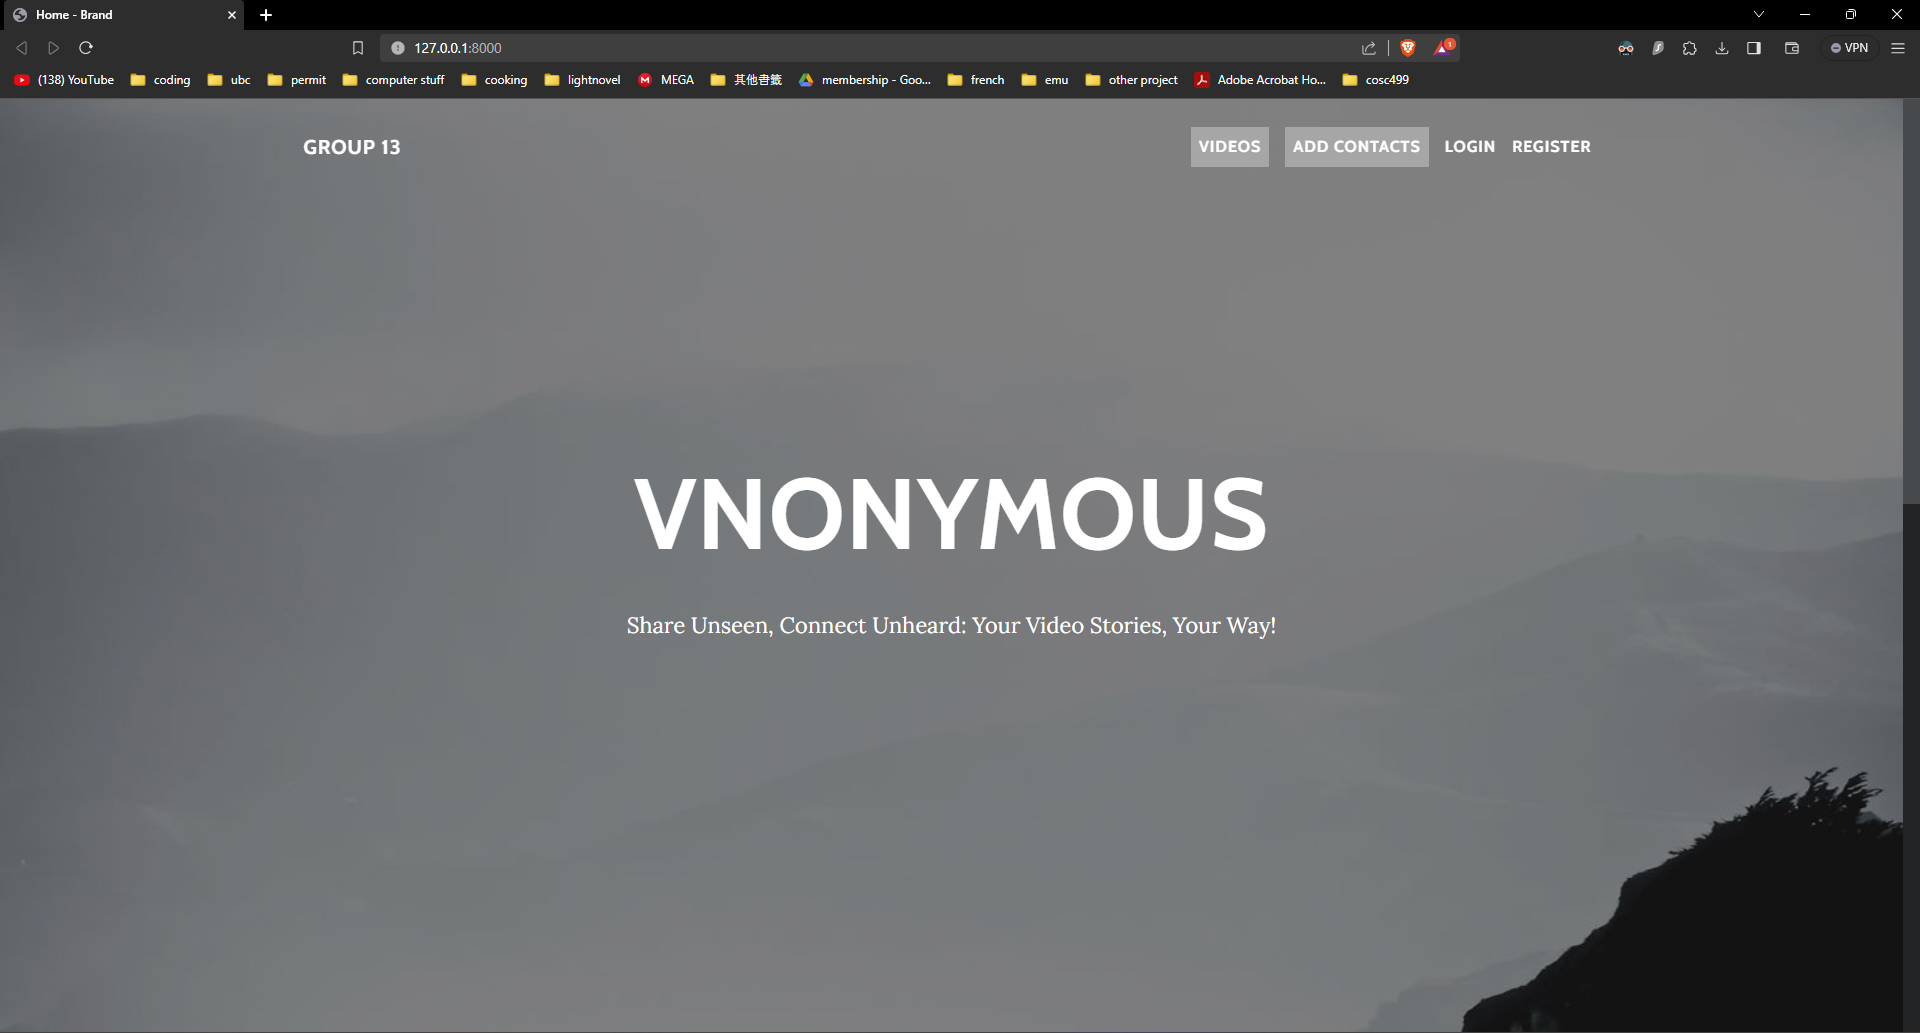 Home - Brand
127.0.0.1:8000
1
VPN
(138) YouTube
coding
ubc
permit
computer stuff
cooking
lightnovel
MEGA
其他書籤
membership - Goo...
french
emu
other project
Adobe Acrobat Ho...
cosc499
GROUP 13
VIDEOS
ADD CONTACTS
LOGIN
REGISTER
VNONYMOUS
Share Unseen, Connect Unheard: Your Video Stories, Your Way!